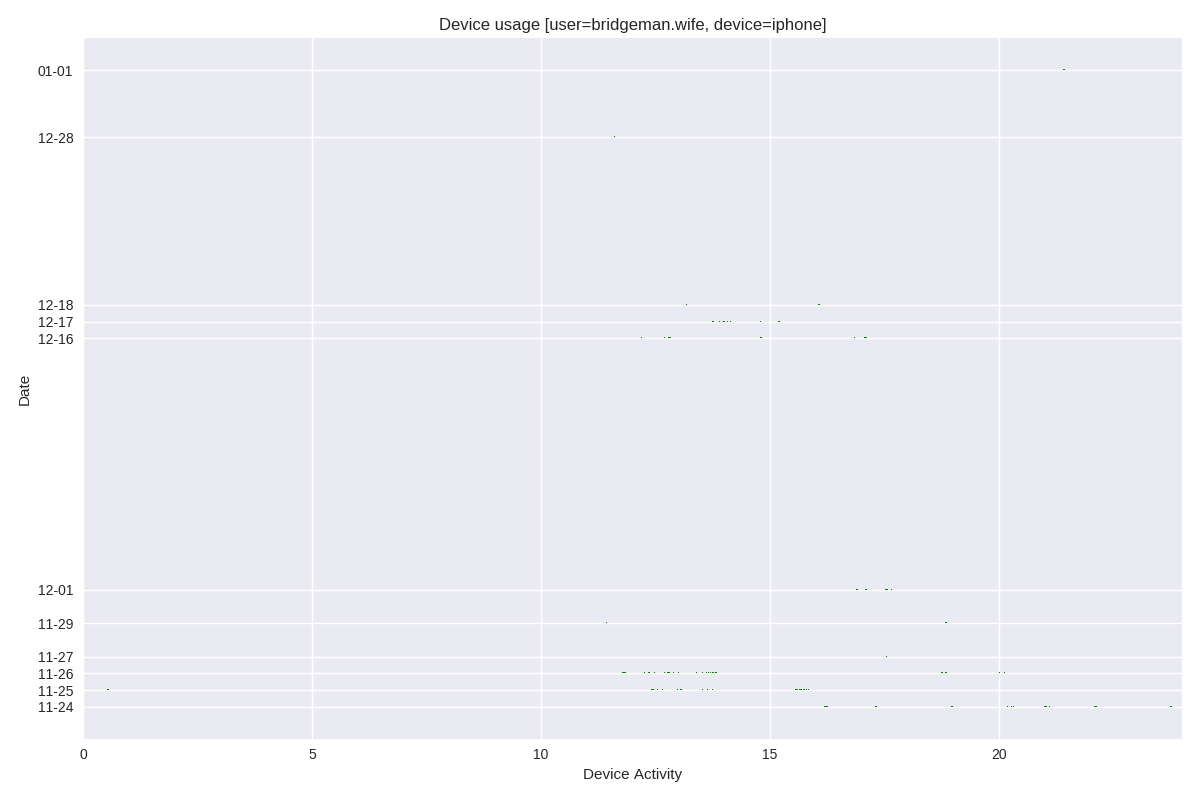 Device usage [user=bridgeman.wife, device=iphone]
01-01
12-28
12-18
12-17
12-16
Date
12-01
11-29
11-27
11-26
11-25
11-24
0 5 10 15 20
Device Activity